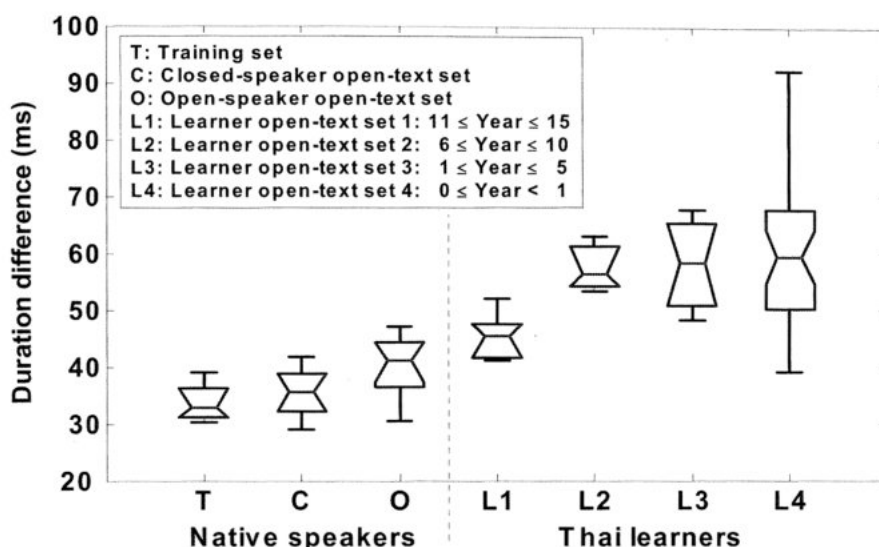 100
90
80
70
60
50
40
30
20
Duration difference (ms)
T: Training set
C: Closed-speaker open-text set
O: Open-speaker open-text set
L1: Learner open-text set 1: 11 ≤ Year ≤ 15
L2: Learner open-text set 2: 6 ≤ Year ≤ 10
L3: Learner open-text set 3: 1 ≤ Year ≤ 5
L4: Learner open-text set 4: 0 ≤ Year < 1
T C O L1 L2 L3 L4
Native speakers Thai learners